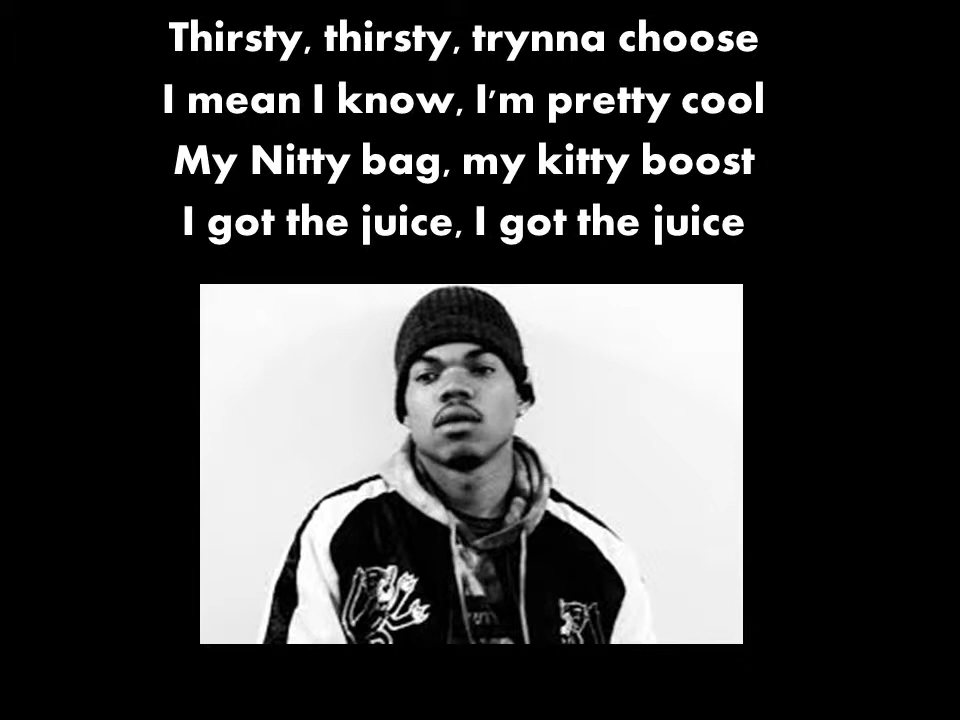 Thirsty, thirsty, trynna choose
I mean I know, I'm pretty cool
My Nitty bag, my kitty boost
I got the juice, I got the juice